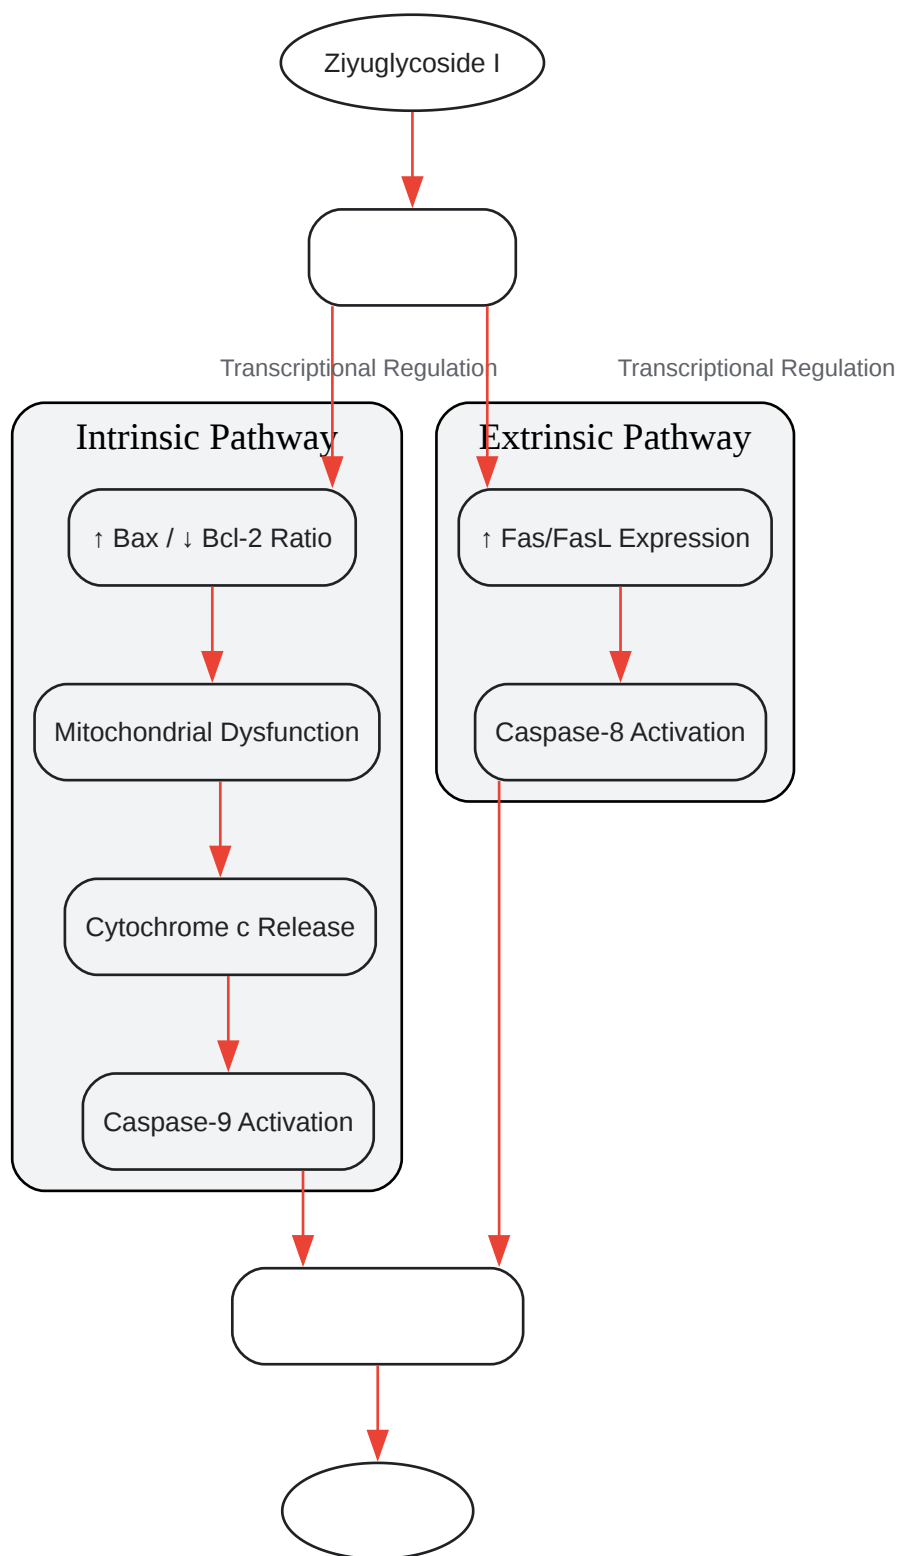 Ziyuglycoside I
Transcriptional Regulation
Transcriptional Regulation
Intrinsic Pathway
↑ Bax / ↓ Bcl-2 Ratio
Mitochondrial Dysfunction
Cytochrome c Release
Caspase-9 Activation
Extrinsic Pathway
↑ Fas/FasL Expression
Caspase-8 Activation